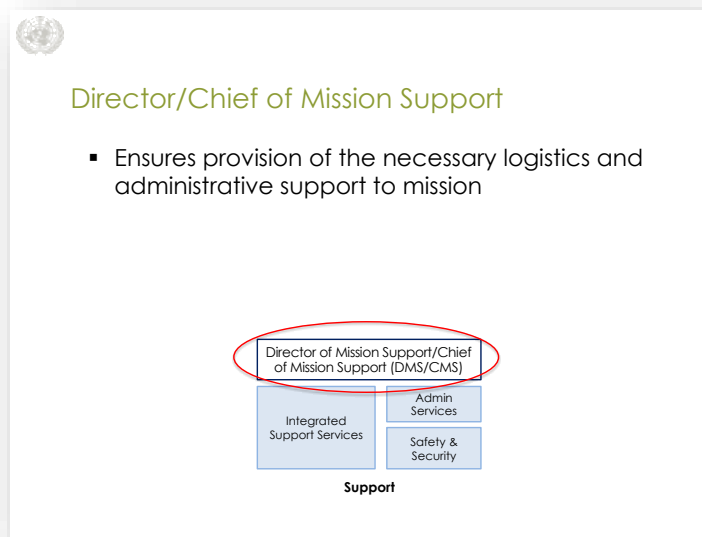 Director/Chief of Mission Support
▪ Ensures provision of the necessary logistics and
administrative support to mission
Director of Mission Support/Chief
of Mission Support (DMS/CMS)
Integrated
Support Services
Admin
Services
Safety &
Security
Support